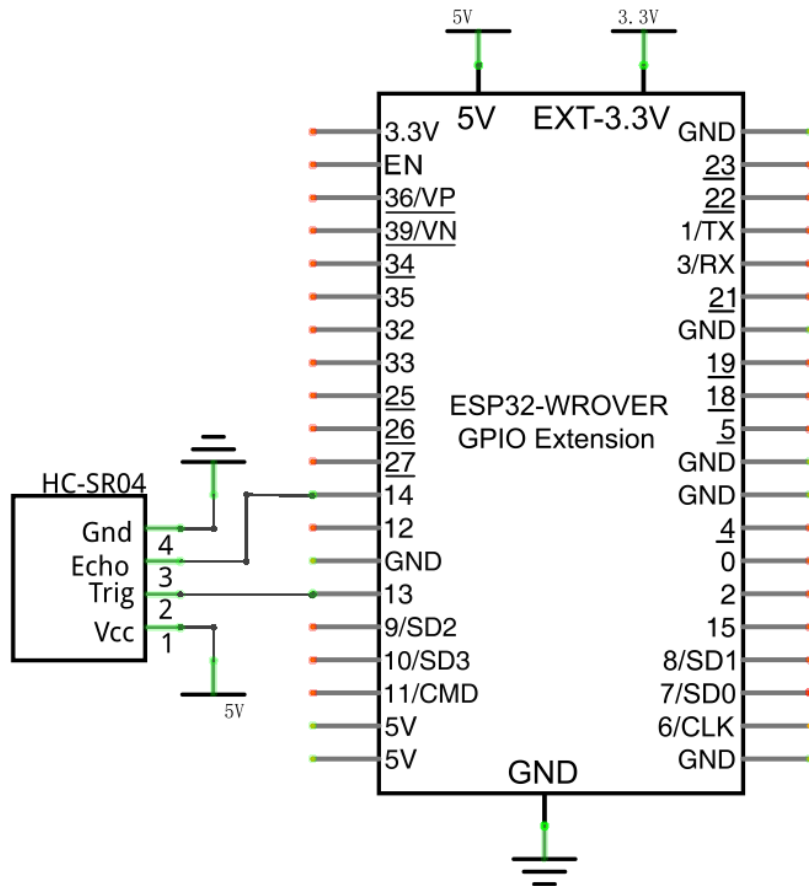 5V
3.3V
5V
EXT-3.3V
3.3V
EN
36/VP
39/VN
34
35
32
33
25
26
27
14
12
GND
13
9/SD2
10/SD3
11/CMD
5V
5V
GND
23
22
1/TX
3/RX
21
GND
19
18
5
GND
GND
4
0
2
15
8/SD1
7/SD0
6/CLK
GND
ESP32-WROVER
GPIO Extension
GND
HC-SR04
Gnd
4
Echo
3
Trig
2
Vcc
1
5V